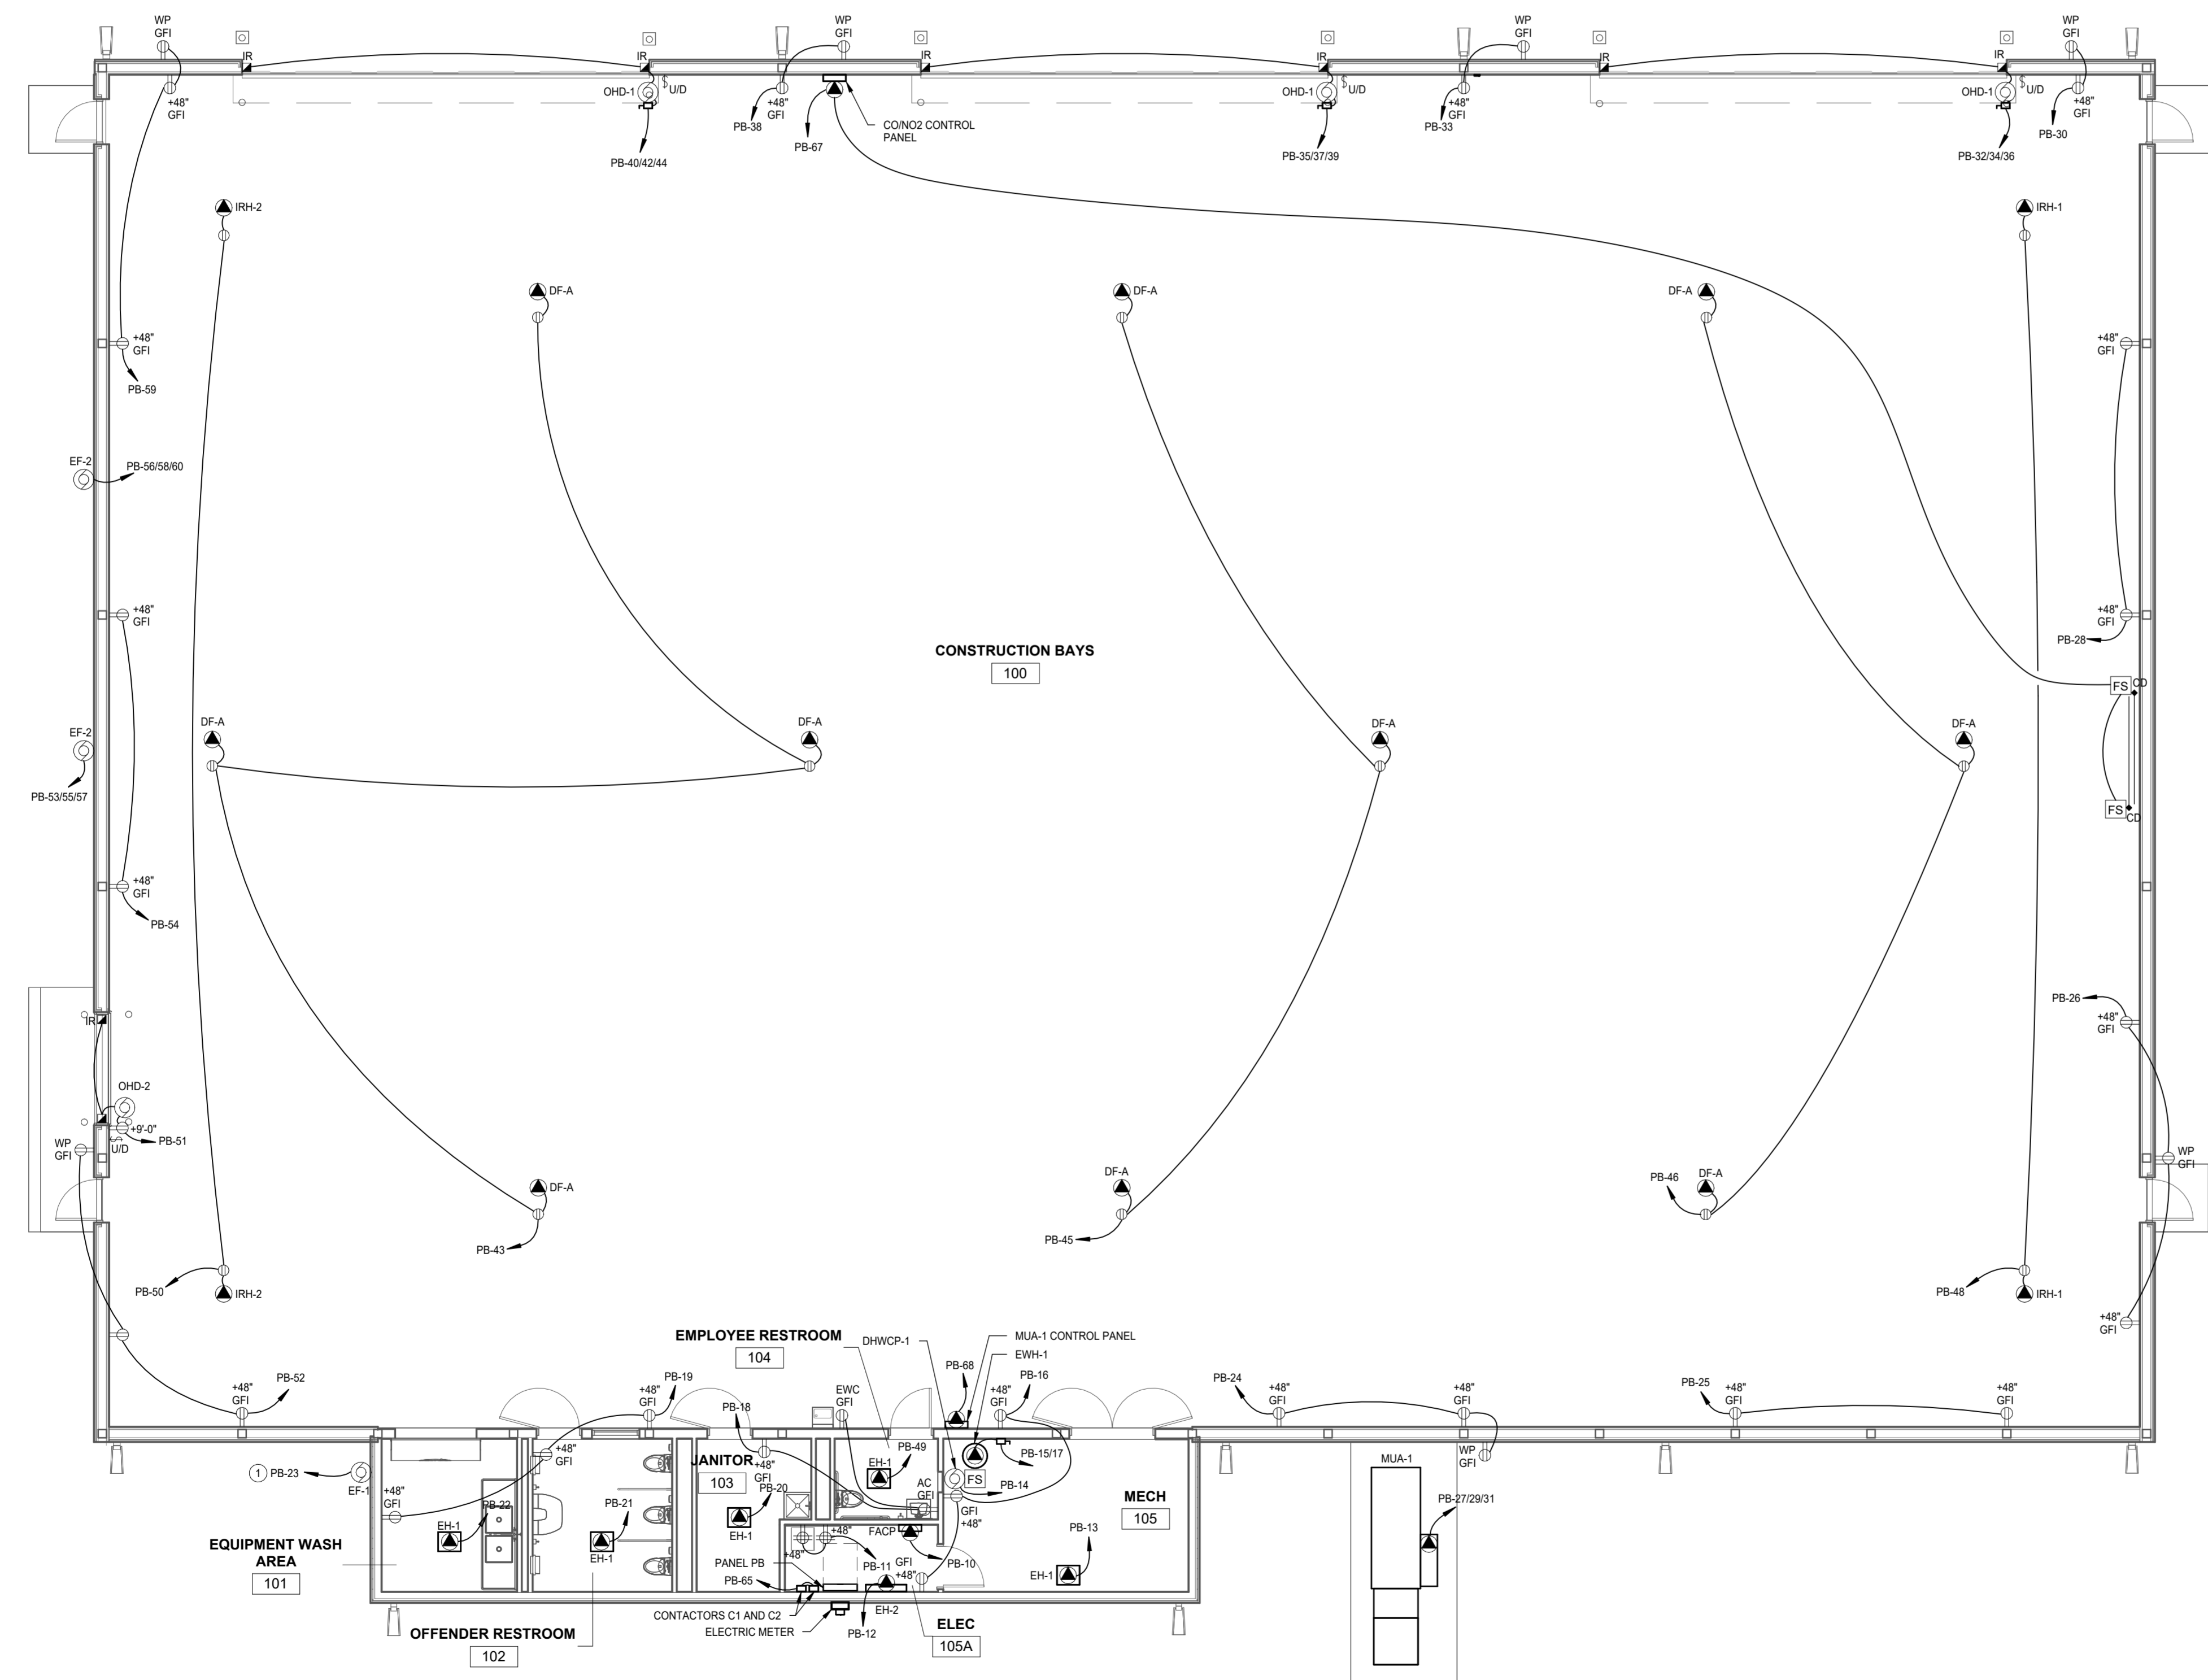 WP
GFI
WP
GFI
WP
GFI
WP
GFI
IR
IR
IR
IR
IR
IR
+48"
GFI
OHD-1
U/D
PB-40/42/44
PB-38
+48"
GFI
PB-67
CO/NO2 CONTROL
PANEL
OHD-1
U/D
PB-35/37/39
PB-33
+48"
GFI
OHD-1
U/D
PB-32/34/36
+48"
GFI
PB-30
IRH-2
IRH-1
DF-A
DF-A
DF-A
+48"
GFI
PB-59
+48"
GFI
EF-2
PB-56/58/60
+48"
GFI
+48"
GFI
PB-28
CONSTRUCTION BAYS
100
FS
CD
EF-2
PB-53/55/57
DF-A
DF-A
DF-A
DF-A
FS
CD
+48"
GFI
PB-54
PB-26
+48"
GFI
IR
OHD-2
+9'-0"
PB-51
U/D
WP
GFI
WP
GFI
DF-A
DF-A
PB-46
DF-A
PB-43
PB-45
PB-50
IRH-2
PB-48
IRH-1
+48"
GFI
EMPLOYEE RESTROOM
104
DHWCP-1
MUA-1 CONTROL PANEL
EWH-1
PB-68
PB-16
PB-52
+48"
GFI
PB-19
+48"
GFI
PB-18
EWC
GFI
+48"
GFI
PB-24
+48"
GFI
+48"
GFI
PB-25
+48"
GFI
+48"
GFI
WP
GFI
1
PB-23
EF-1
+48"
GFI
+48"
GFI
JANITOR
103
+48"
GFI
PB-20
PB-49
EH-1
AC
GFI
FS
PB-15/17
PB-14
GFI
+48"
MECH
105
MUA-1
PB-27/29/31
PB-22
EH-1
PB-21
EH-1
EH-1
+48"
+48"
FACP
PB-13
EH-1
EQUIPMENT WASH
AREA
101
PANEL PB
PB-11
PB-10
GFI
+48"
PB-65
EH-2
CONTACTORS C1 AND C2
ELECTRIC METER
PB-12
ELEC
105A
OFFENDER RESTROOM
102